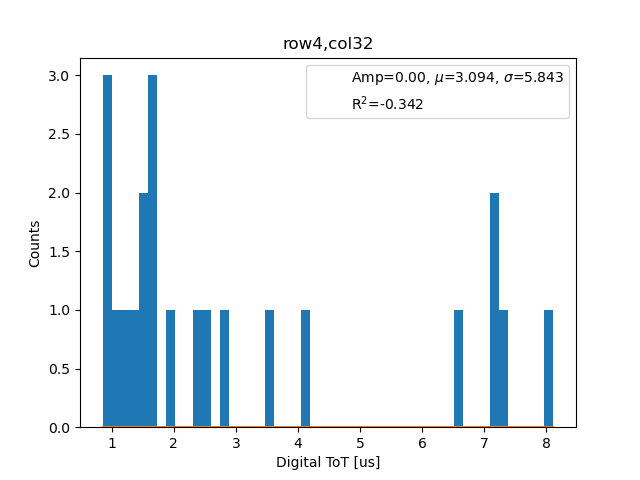 row4,col32
Amp=0.00, μ=3.094, σ=5.843
R²=-0.342
Counts
3.0
2.5
2.0
1.5
1.0
0.5
0.0
1 2 3 4 5 6 7 8
Digital ToT [us]